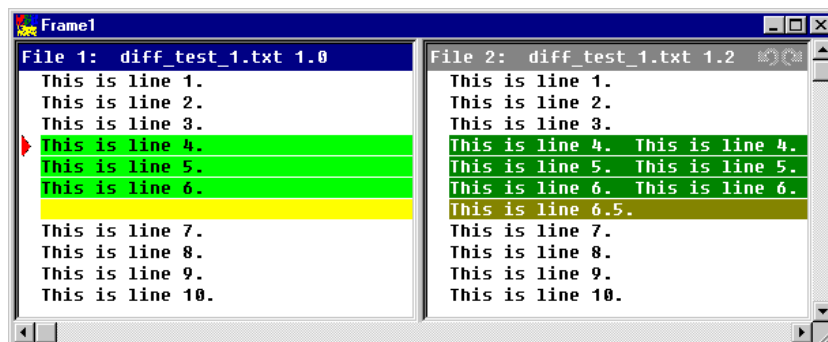 Frame1
File 1:  diff_test_1.txt 1.0
This is line 1.
This is line 2.
This is line 3.
This is line 4.
This is line 5.
This is line 6.
This is line 7.
This is line 8.
This is line 9.
This is line 10.
File 2:  diff_test_1.txt 1.2
This is line 1.
This is line 2.
This is line 3.
This is line 4.  This is line 4.
This is line 5.  This is line 5.
This is line 6.  This is line 6.
This is line 6.5.
This is line 7.
This is line 8.
This is line 9.
This is line 10.